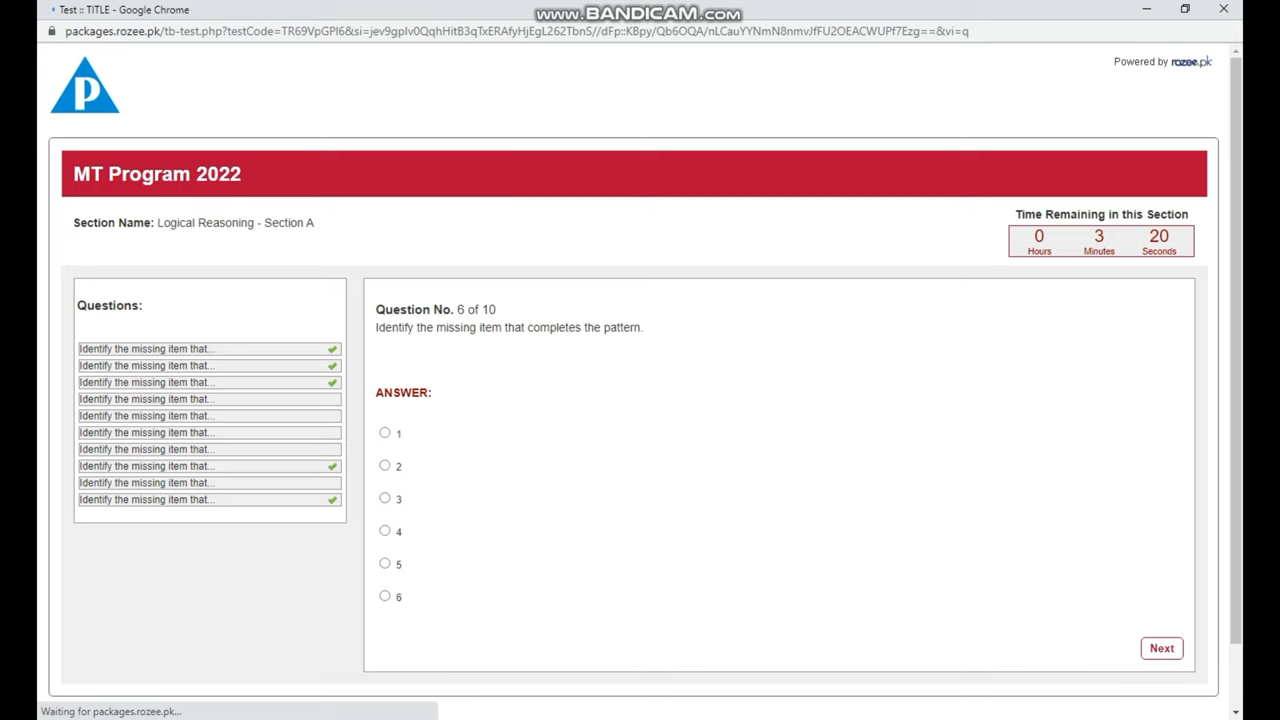 Test :: TITLE - Google Chrome
www.BANDICAM.com
packages.rozee.pk/tb-test.php?testCode=TR69VpGPI6&si=jev9gpIv0QqhHitB3qTxERAfyHjEgL262TbnS//dFp::KBpy/Qb6OQA/nLCauYYNmN8nmvJfFU2OEACWUPf7Ezg==&vi=q
Powered by rozee.pk
P
MT Program 2022
Section Name: Logical Reasoning - Section A
Time Remaining in this Section
0 3 20
Hours Minutes Seconds
Questions:
Identify the missing item that...
Identify the missing item that...
Identify the missing item that...
Identify the missing item that...
Identify the missing item that...
Identify the missing item that...
Identify the missing item that...
Identify the missing item that...
Identify the missing item that...
Identify the missing item that...
Question No. 6 of 10
Identify the missing item that completes the pattern.
ANSWER:
1
2
3
4
5
6
Next
Waiting for packages.rozee.pk...